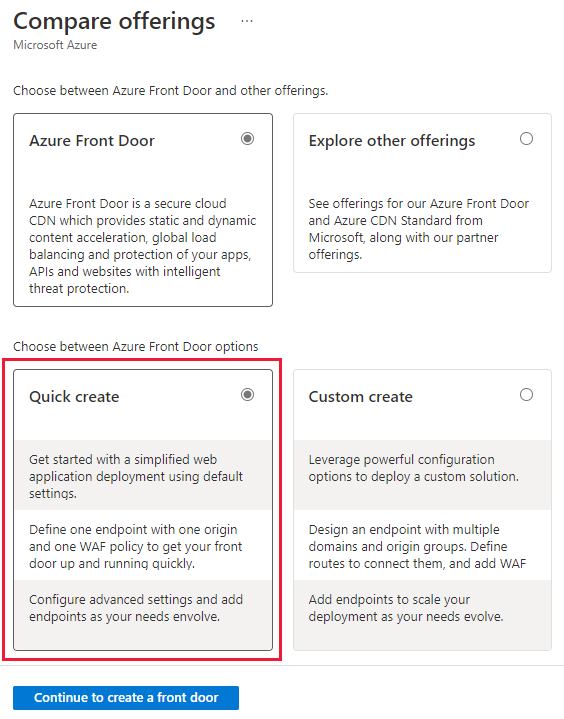 Compare offerings ...
Microsoft Azure
Choose between Azure Front Door and other offerings.
Azure Front Door
Azure Front Door is a secure cloud
CDN which provides static and dynamic
content acceleration, global load
balancing and protection of your apps,
APIs and websites with intelligent
threat protection.
Explore other offerings
See offerings for our Azure Front Door
and Azure CDN Standard from
Microsoft, along with our partner
offerings.
Choose between Azure Front Door options
Quick create
Get started with a simplified web
application deployment using default
settings.
Define one endpoint with one origin
and one WAF policy to get your front
door up and running quickly.
Configure advanced settings and add
endpoints as your needs envolve.
Custom create
Leverage powerful configuration
options to deploy a custom solution.
Design an endpoint with multiple
domains and origin groups. Define
routes to connect them, and add WAF
Add endpoints to scale your
deployment as your needs evolve.
Continue to create a front door